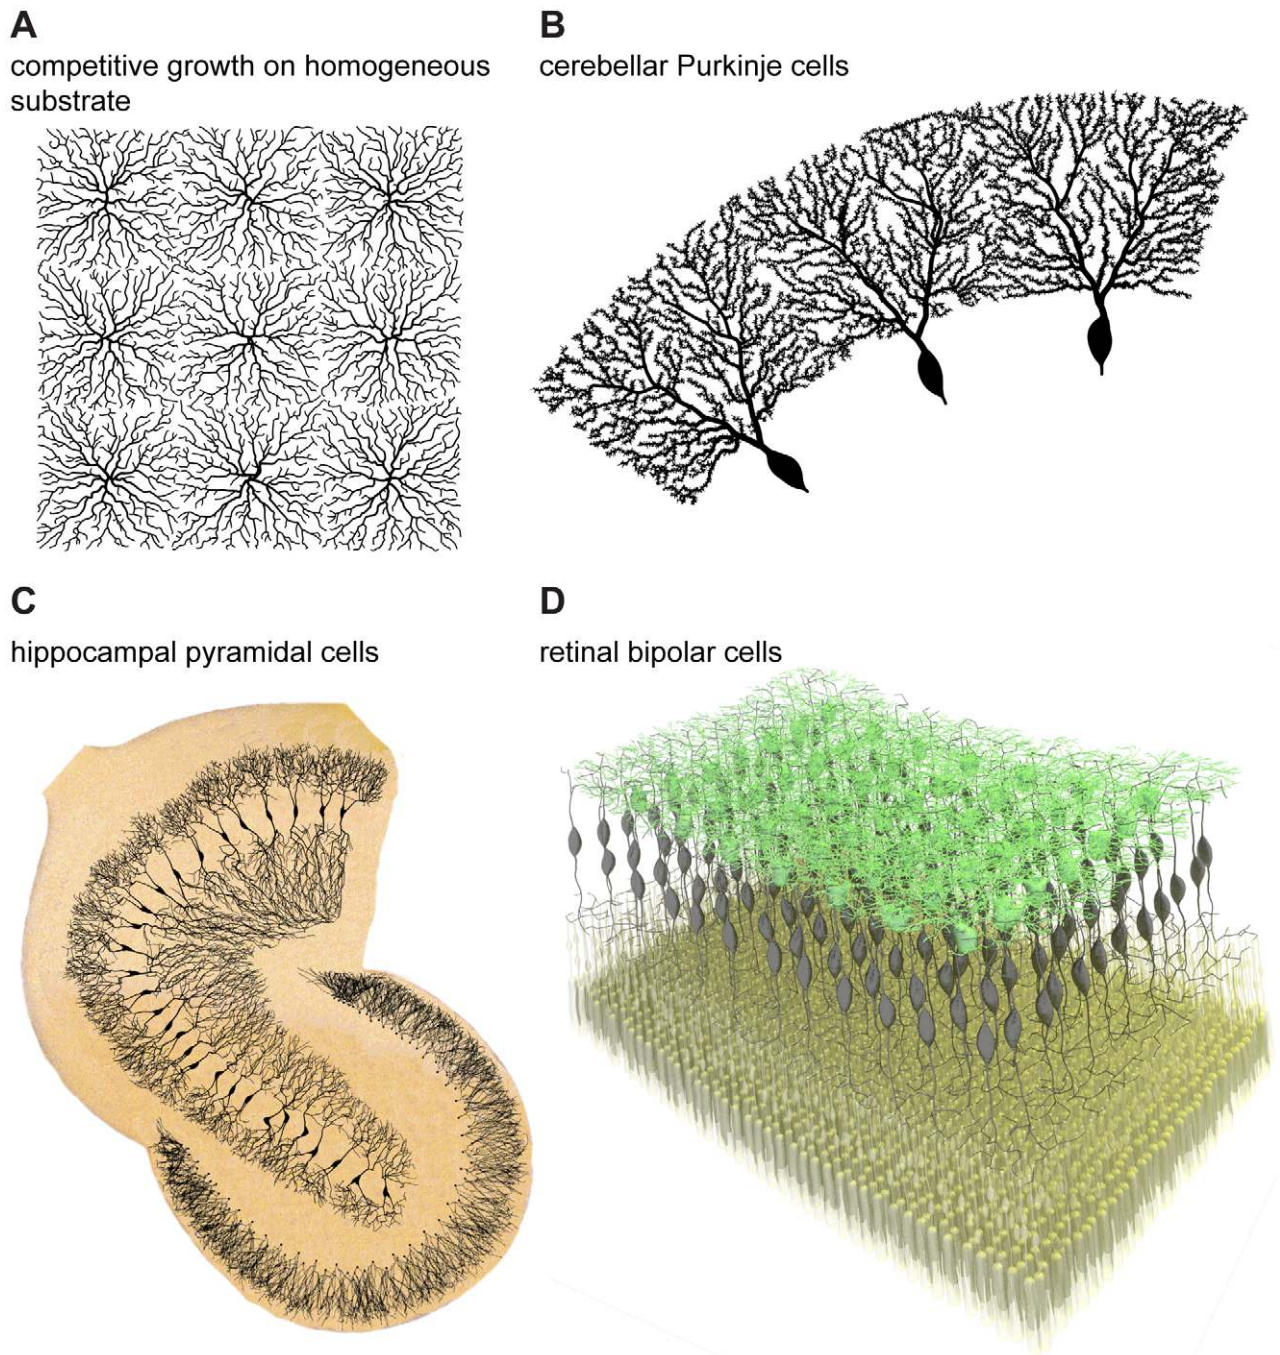 A
competitive growth on homogeneous
substrate
B
cerebellar Purkinje cells
C
hippocampal pyramidal cells
D
retinal bipolar cells